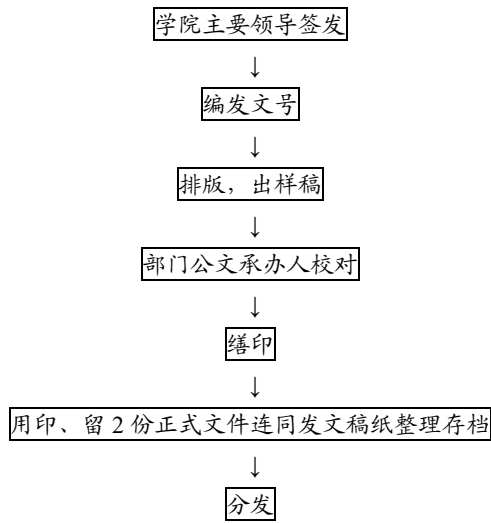 学院主要领导签发
↓
编发文号
↓
排版，出样稿
↓
部门公文承办人校对
↓
缮印
↓
用印、留 2 份正式文件连同发文稿纸整理存档
↓
分发